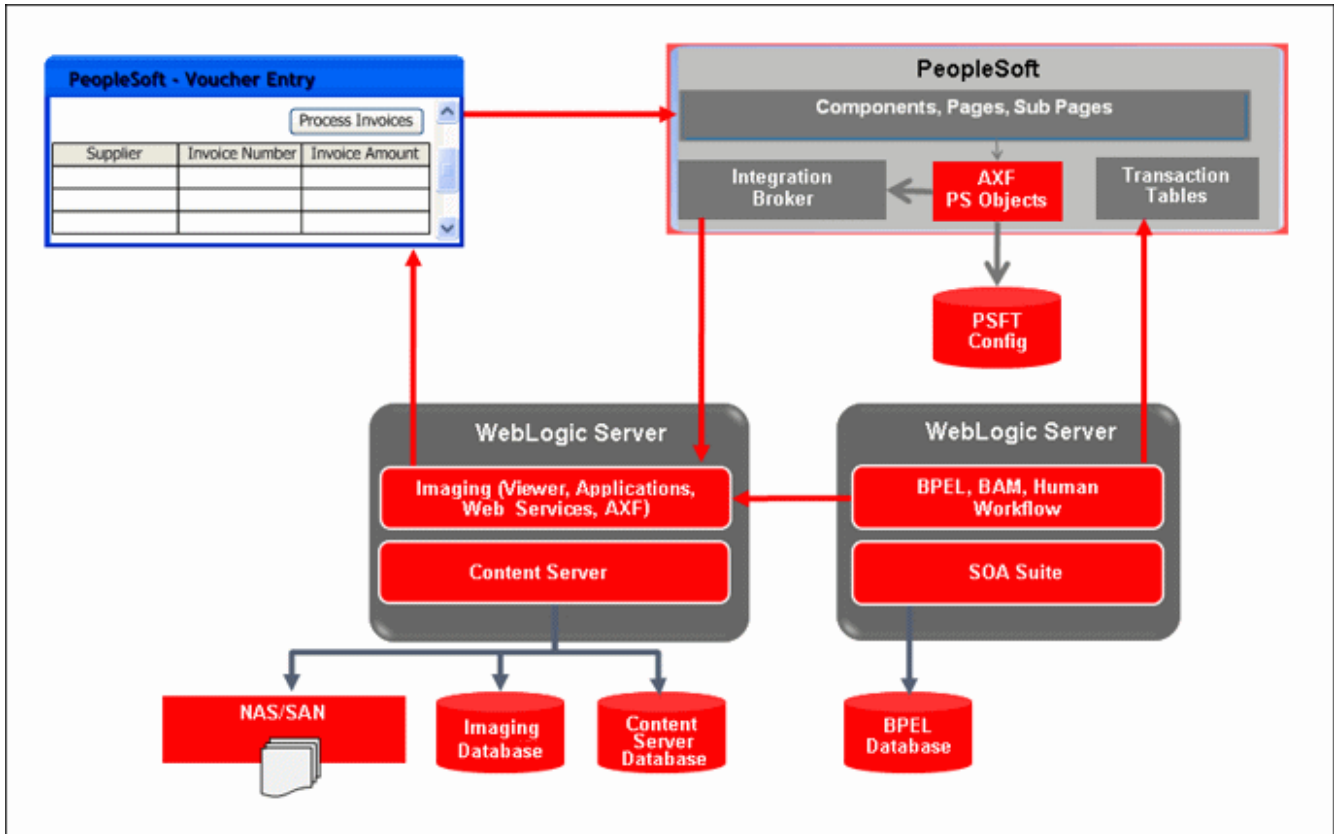 PeopleSoft - Voucher Entry
Process Invoices
Supplier
Invoice Number
Invoice Amount
PeopleSoft
Components, Pages, Sub Pages
Integration
Broker
AXF
PS Objects
Transaction
Tables
PSFT
Config
WebLogic Server
Imaging (Viewer, Applications,
Web Services, AXF)
Content Server
WebLogic Server
BPEL, BAM, Human
Workflow
SOA Suite
NAS/SAN
Imaging
Database
Content
Server
Database
BPEL
Database